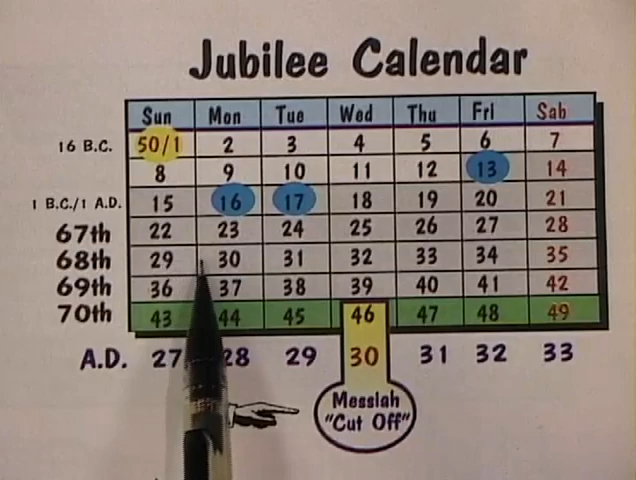 Jubilee Calendar
Sun Mon Tue Wed Thu Fri Sab
16 B.C. 50/1 2 3 4 5 6 7
8 9 10 11 12 13 14
1 B.C./1 A.D. 15 16 17 18 19 20 21
67th 22 23 24 25 26 27 28
68th 29 30 31 32 33 34 35
69th 36 37 38 39 40 41 42
70th 43 44 45 46 47 48 49
A.D. 27 28 29 30 31 32 33
Messiah
"Cut Off"